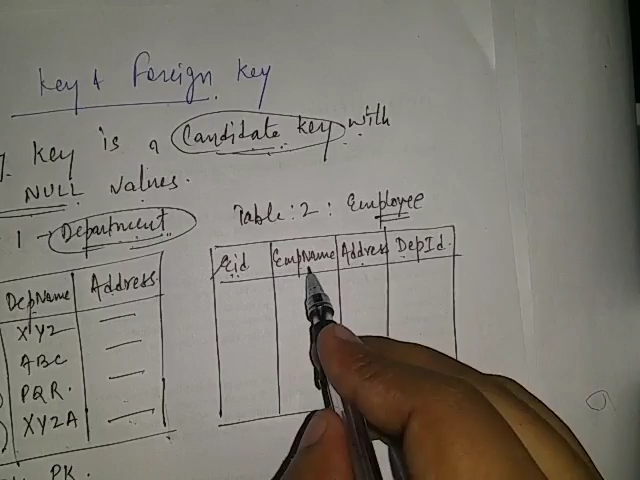 Key & Foreign Key
Key is a Candidate key with
NULL values.
Table : 2 : Employee
1 - Department
Eid EmpName Address DepId.
DepName Address
XYZ
ABC
PQR.
XYZA
PK.